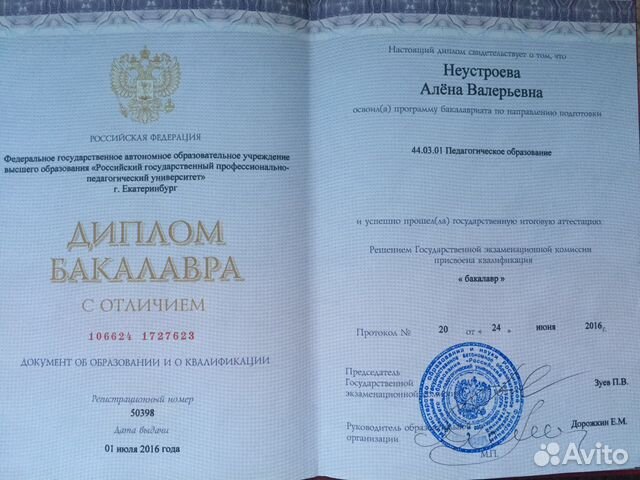 РОССИЙСКАЯ ФЕДЕРАЦИЯ
Федеральное государственное автономное образовательное учреждение
высшего образования «Российский государственный профессионально-
педагогический университет»
г. Екатеринбург
ДИПЛОМ
БАКАЛАВРА
С ОТЛИЧИЕМ
106624 1727623
ДОКУМЕНТ ОБ ОБРАЗОВАНИИ И О КВАЛИФИКАЦИИ
Регистрационный номер
50398
Дата выдачи
01 июля 2016 года
Настоящий диплом свидетельствует о том, что
Неустроева
Алёна Валерьевна
освоил(а) программу бакалавриата по направлению подготовки
44.03.01 Педагогическое образование
и успешно прошел(ла) государственную итоговую аттестацию
Решением Государственной экзаменационной комиссии
присвоена квалификация
« бакалавр »
Протокол № 20 от « 24 » июня 2016г.
Председатель
Государственной
экзаменационной
Зуев П.В.
Руководитель
организации
Дорожкин Е.М.
М.П.
Avito